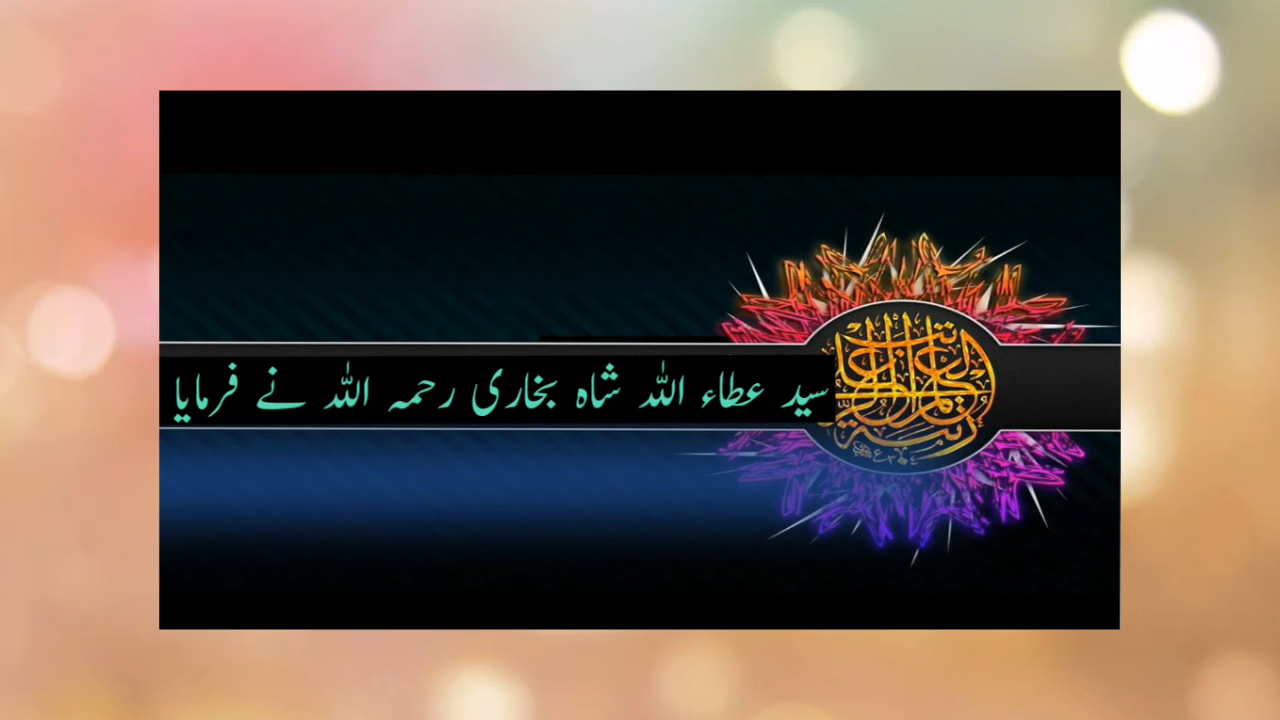 سید عطاء اللہ شاہ بخاری رحمہ اللہ نے فرمایا